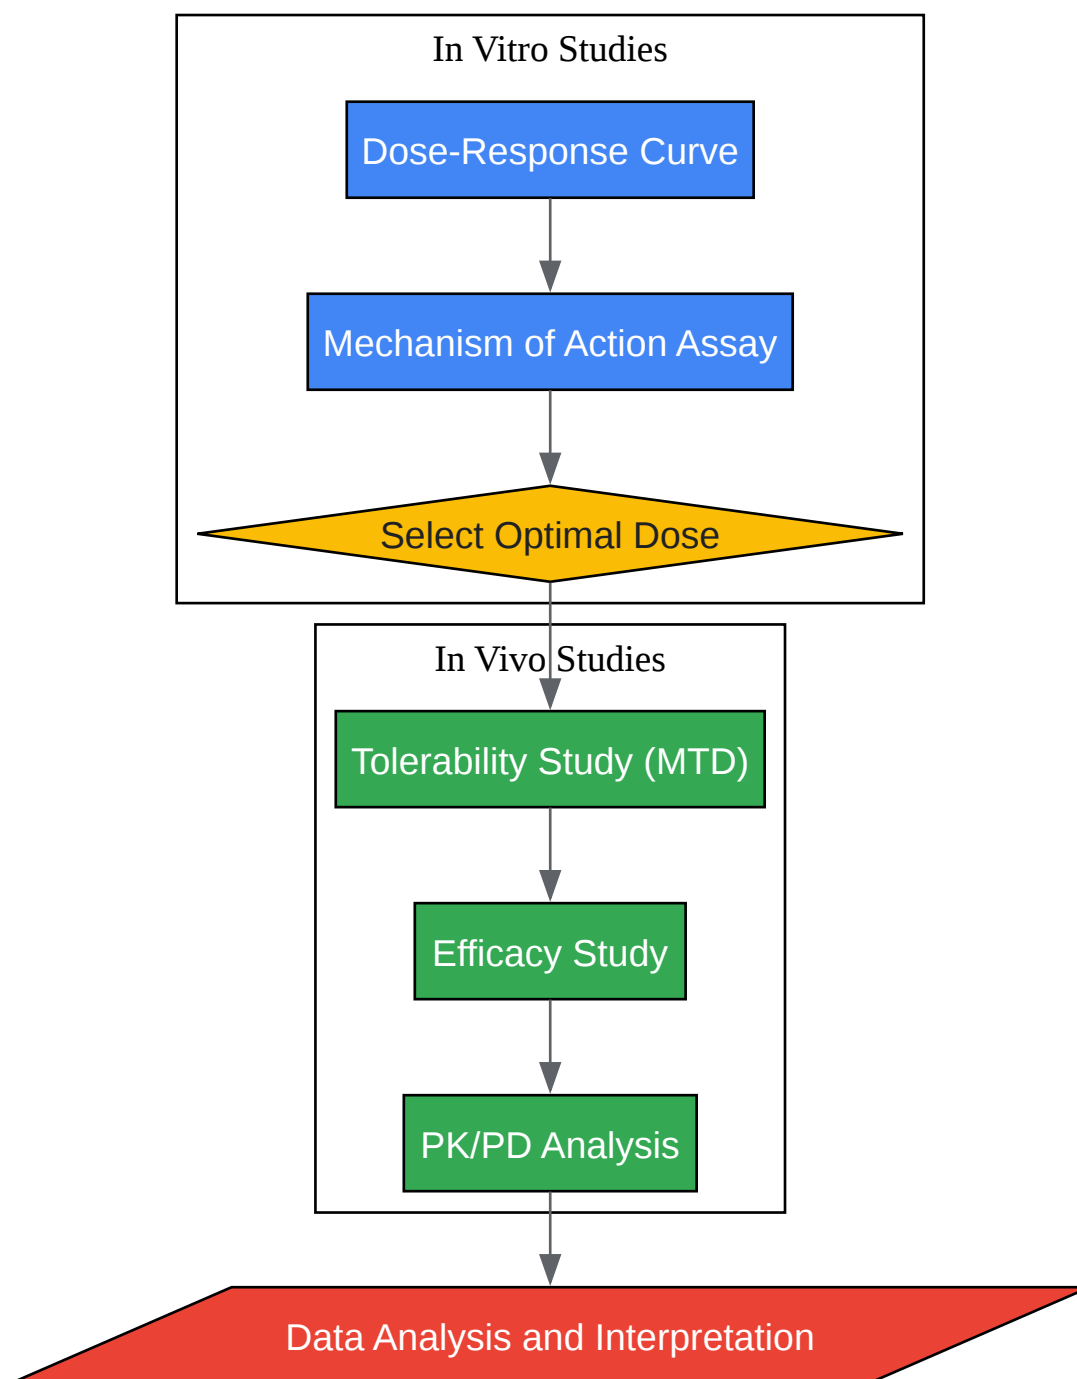 In Vitro Studies
Dose-Response Curve
Mechanism of Action Assay
Select Optimal Dose
In Vivo Studies
Tolerability Study (MTD)
Efficacy Study
PK/PD Analysis
Data Analysis and Interpretation